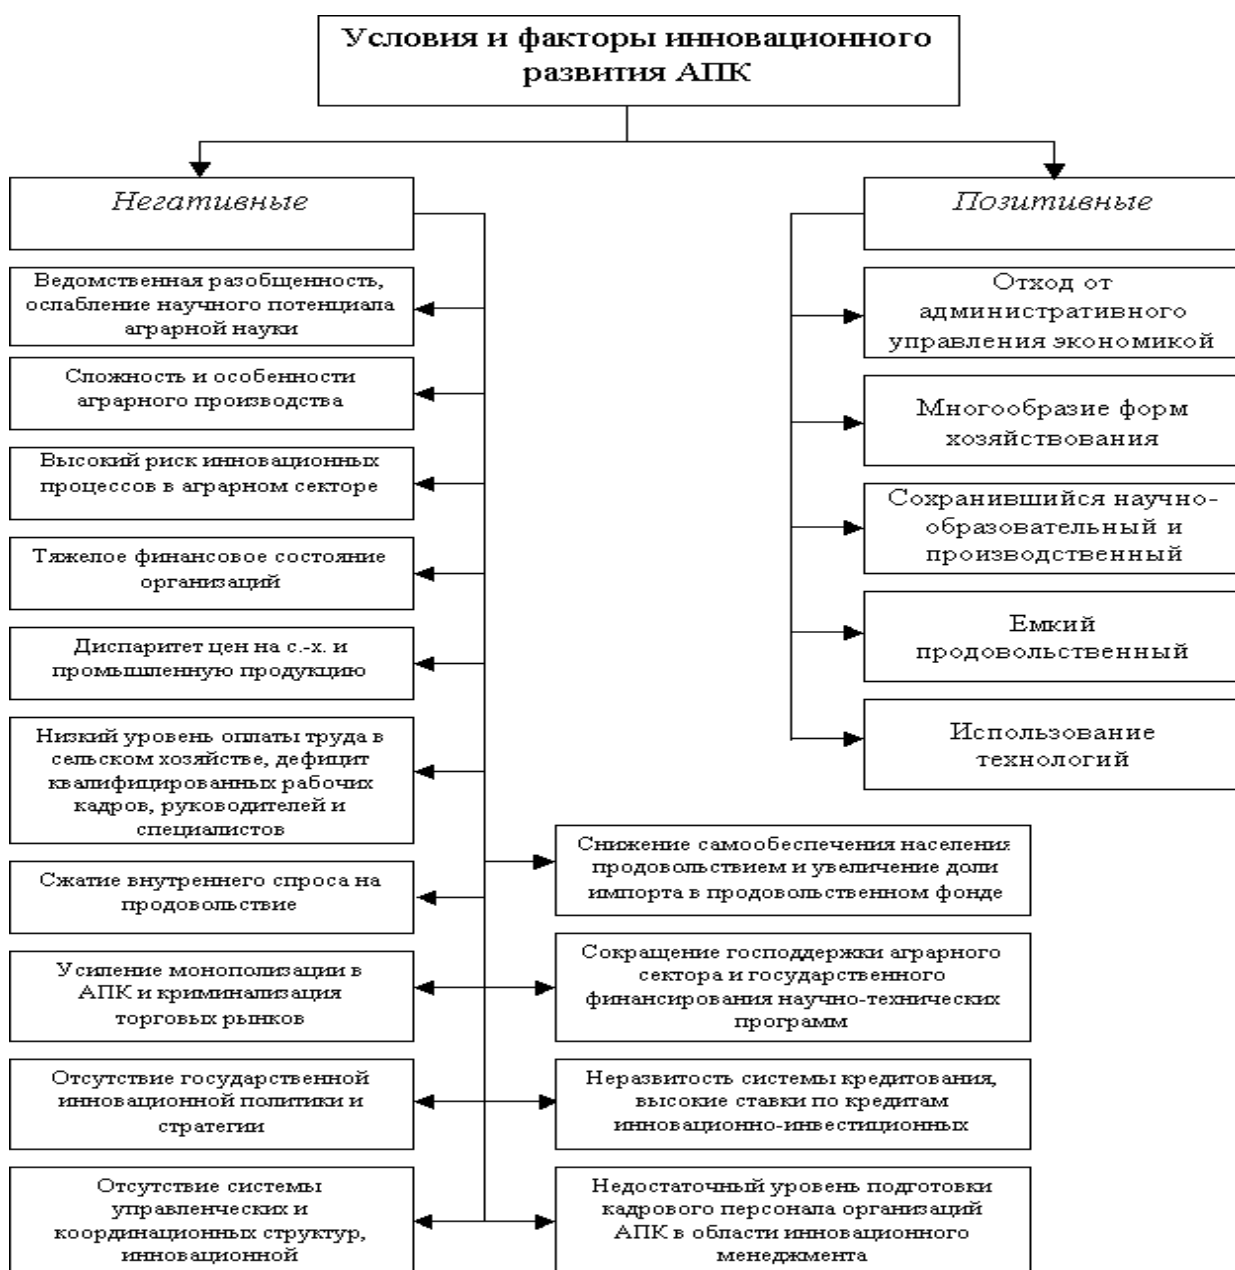 Условия и факторы инновационного
развития АПК
Негативные
Ведомственная разобщенность,
ослабление научного потенциала
аграрной науки
Сложность и особенности
аграрного производства
Высокий риск инновационных
процессов в аграрном секторе
Тяжелое финансовое состояние
организаций
Диспаритет цен на с.-х. и
промышленную продукцию
Низкий уровень оплаты труда в
сельском хозяйстве, дефицит
квалифицированных рабочих
кадров, руководителей и
специалистов
Сжатие внутреннего спроса на
продовольствие
Усиление монополизации в
АПК и криминализация
торговых рынков
Отсутствие государственной
инновационной политики и
стратегии
Отсутствие системы
управленческих и
координационных структур,
инновационной
Снижение самообеспечения населения
продовольствием и увеличение доли
импорта в продовольственном фонде
Сокращение господдержки аграрного
сектора и государственного
финансирования научно-технических
программ
Неразвитость системы кредитования,
высокие ставки по кредитам
инновационно-инвестиционных
Недостаточный уровень подготовки
кадрового персонала организаций
АПК в области инновационного
менеджмента
Позитивные
Отход от
административного
управления экономикой
Многообразие форм
хозяйствования
Сохранившийся научно-
образовательный и
производственный
Емкий
продовольственный
Использование
технологий